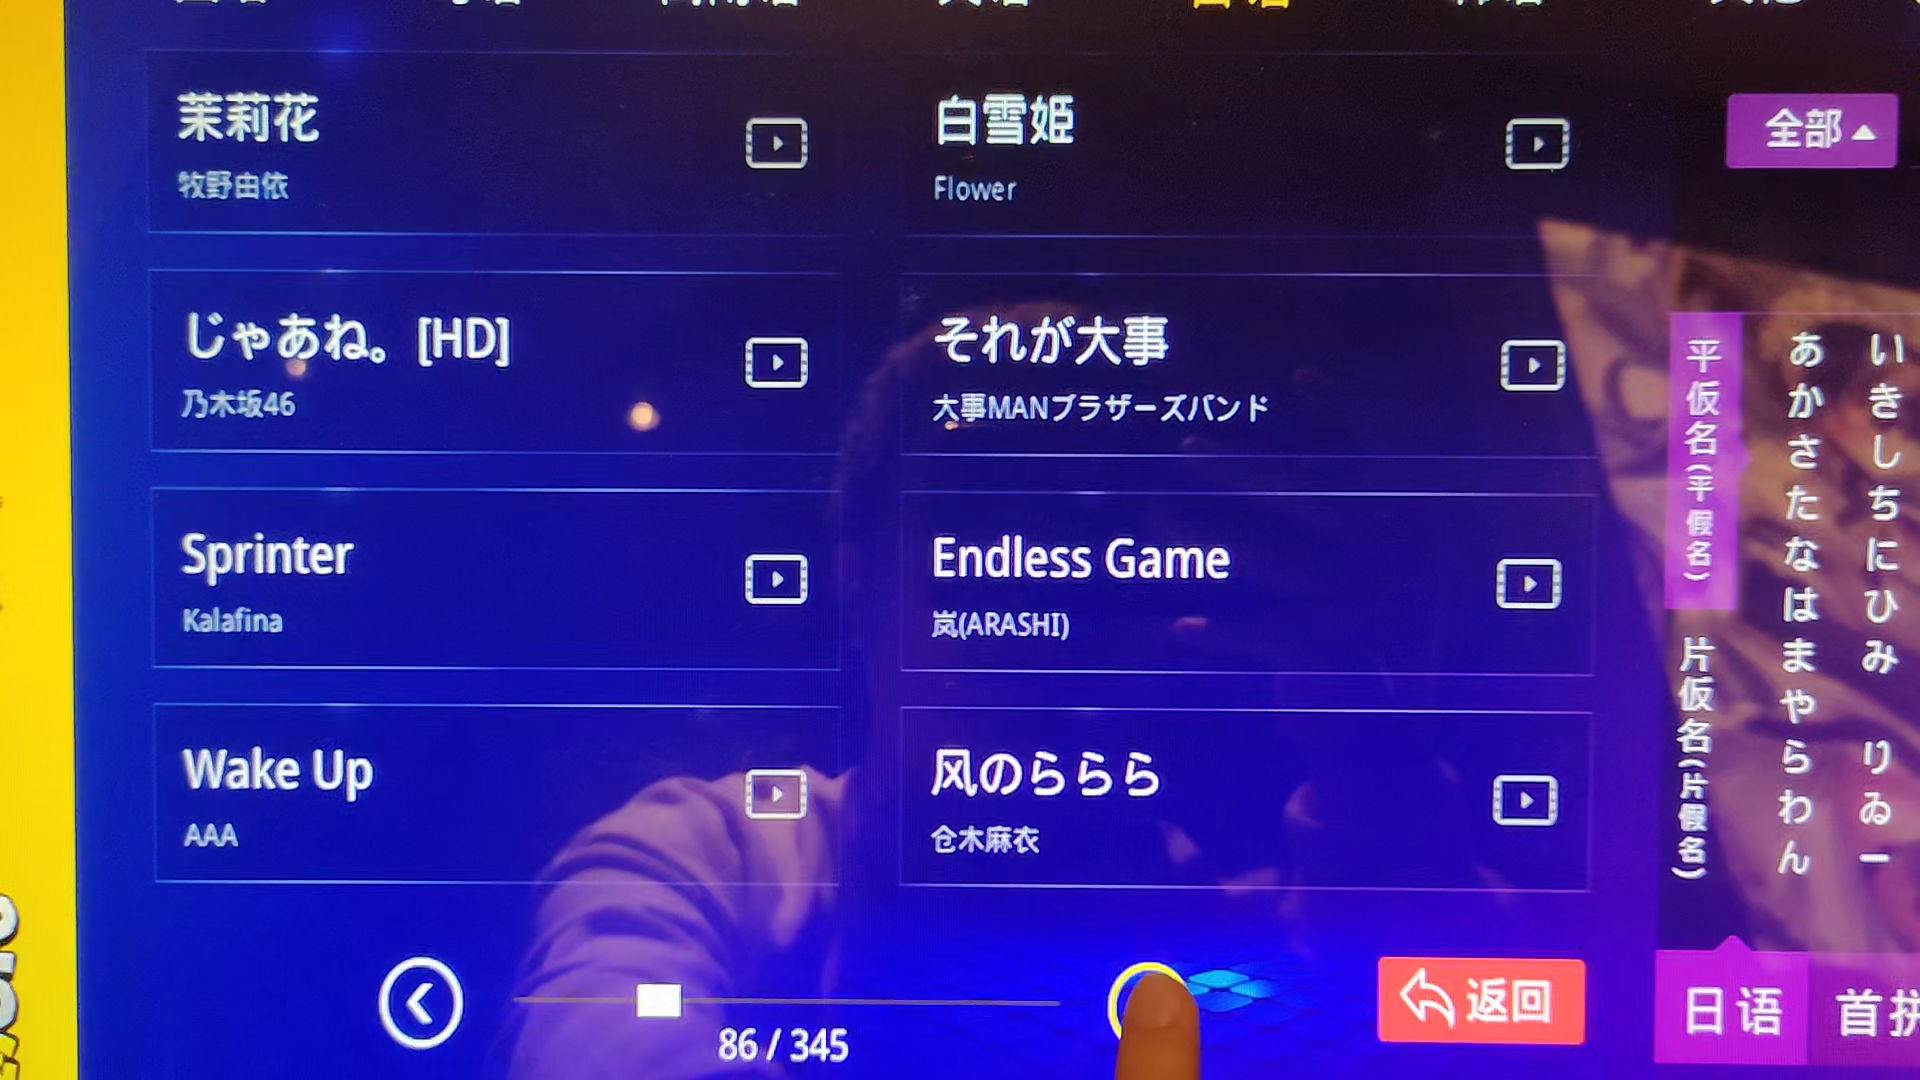 日语
茉莉花
牧野由依
白雪姫
Flower
全部
じゃあね。[HD]
乃木坂46
それが大事
大事MANブラザーズバンド
Sprinter
Kalafina
Endless Game
岚(ARASHI)
Wake Up
AAA
风のららら
仓木麻衣
平仮名(平假名)
片仮名(片假名)
あかさたなはまやらわん
いきしちにひみ りゐー
86 / 345
返回
日语
首拼